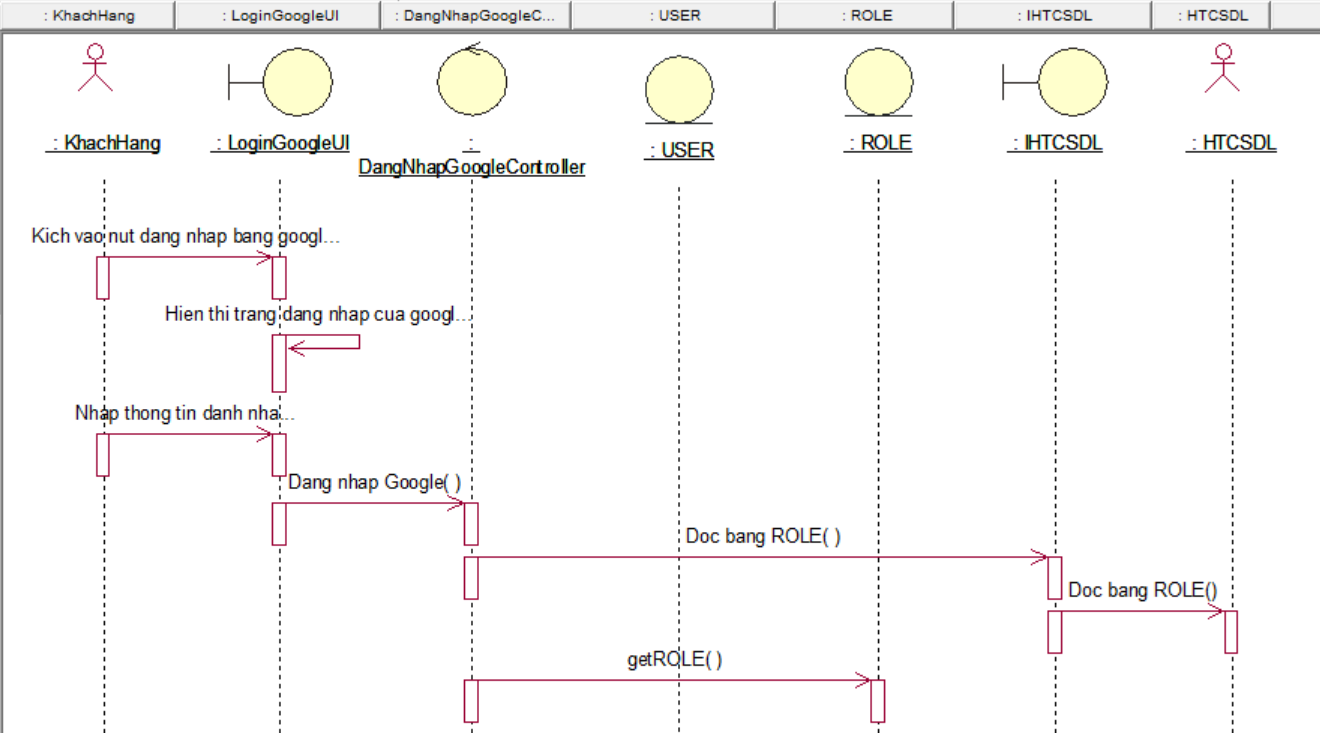 : KhachHang
: LoginGoogleUI
: DangNhapGoogleC...
: USER
: ROLE
: IHTCSDL
: HTCSDL
: KhachHang
: LoginGoogleUI
:
DangNhapGoogleController
: USER
: ROLE
: IHTCSDL
: HTCSDL
Kich vao nut dang nhap bang googl...
Hien thi trang dang nhap cua googl...
Nhap thong tin danh nha...
Dang nhap Google( )
Doc bang ROLE( )
Doc bang ROLE()
getROLE( )